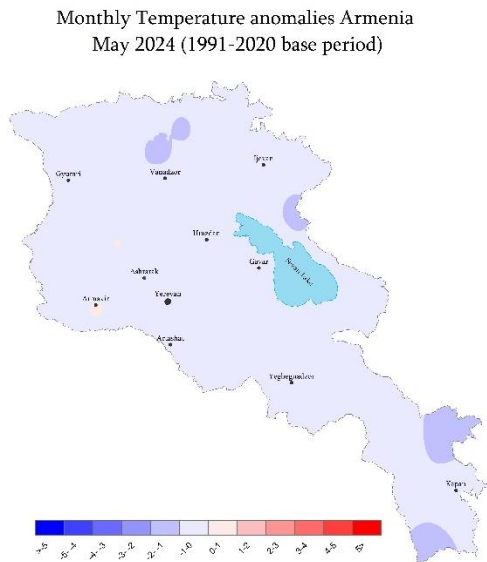 Monthly Temperature anomalies Armenia
May 2024 (1991-2020 base period)
Ijevan
Gyumri
Vanadzor
Hrazdan
Gavar
Sevan Lake
Ashtarak
Yerevan
Armavir
Artashat
Yeghegnadzor
Kapan
>-5
-5--4
-4--3
-3--2
-2--1
-1-0
0-1
1-2
2-3
3-4
4-5
5>